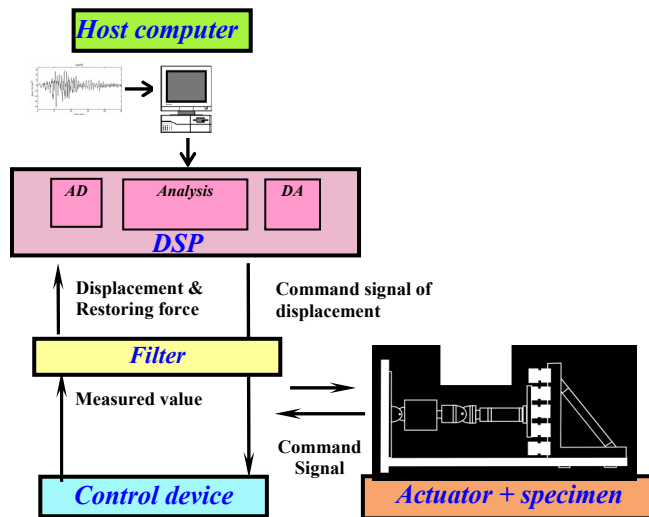 Host computer
AD
Analysis
DA
DSP
Displacement &
Restoring force
Command signal of
displacement
Filter
Measured value
Command
Signal
Control device
Actuator + specimen